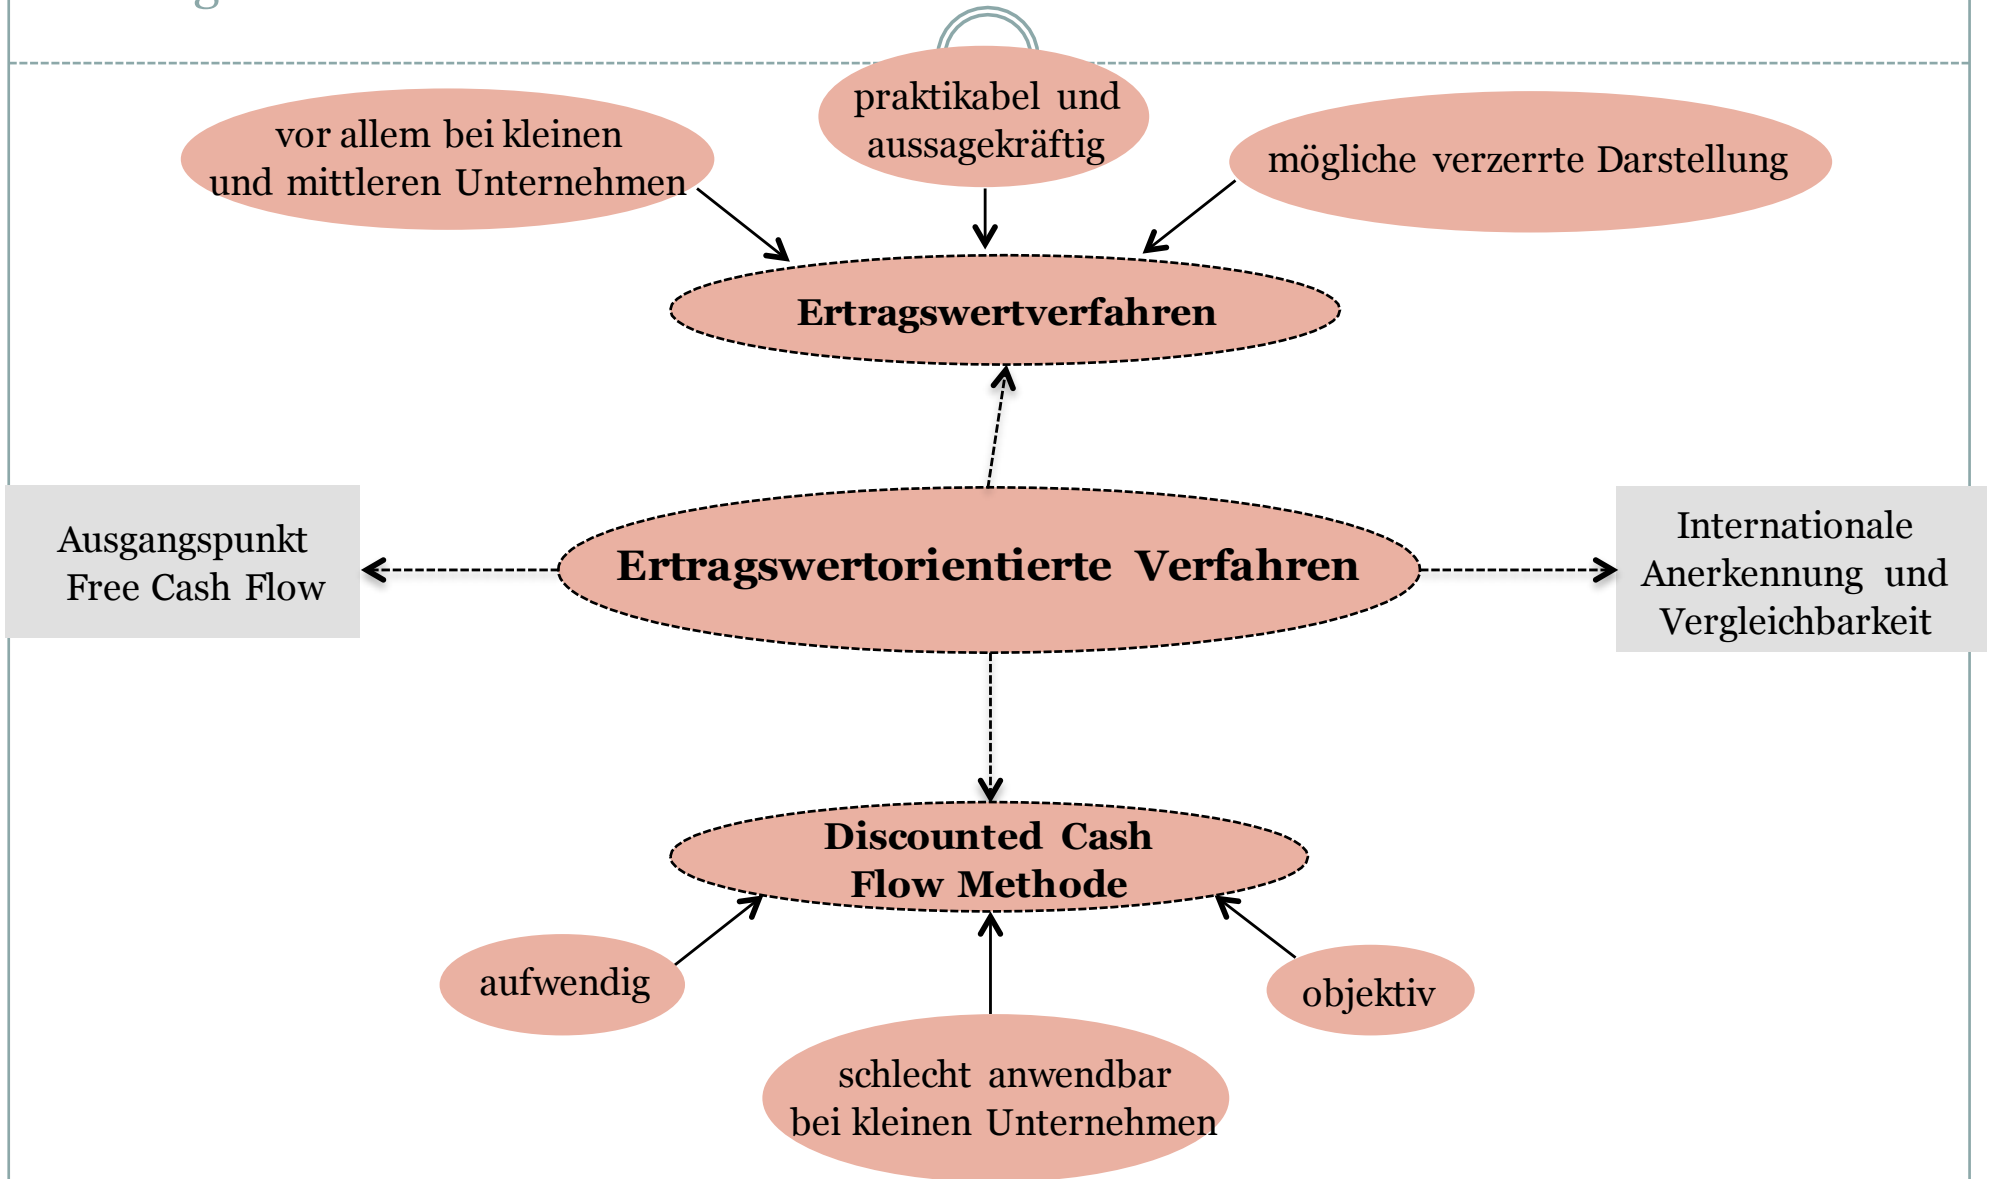 praktikabel und
aussagekräftig
vor allem bei kleinen
und mittleren Unternehmen
mögliche verzerrte Darstellung
Ertragswertverfahren
Ausgangspunkt
Free Cash Flow
Ertragswertorientierte Verfahren
Internationale
Anerkennung und
Vergleichbarkeit
Discounted Cash
Flow Methode
aufwendig
objektiv
schlecht anwendbar
bei kleinen Unternehmen